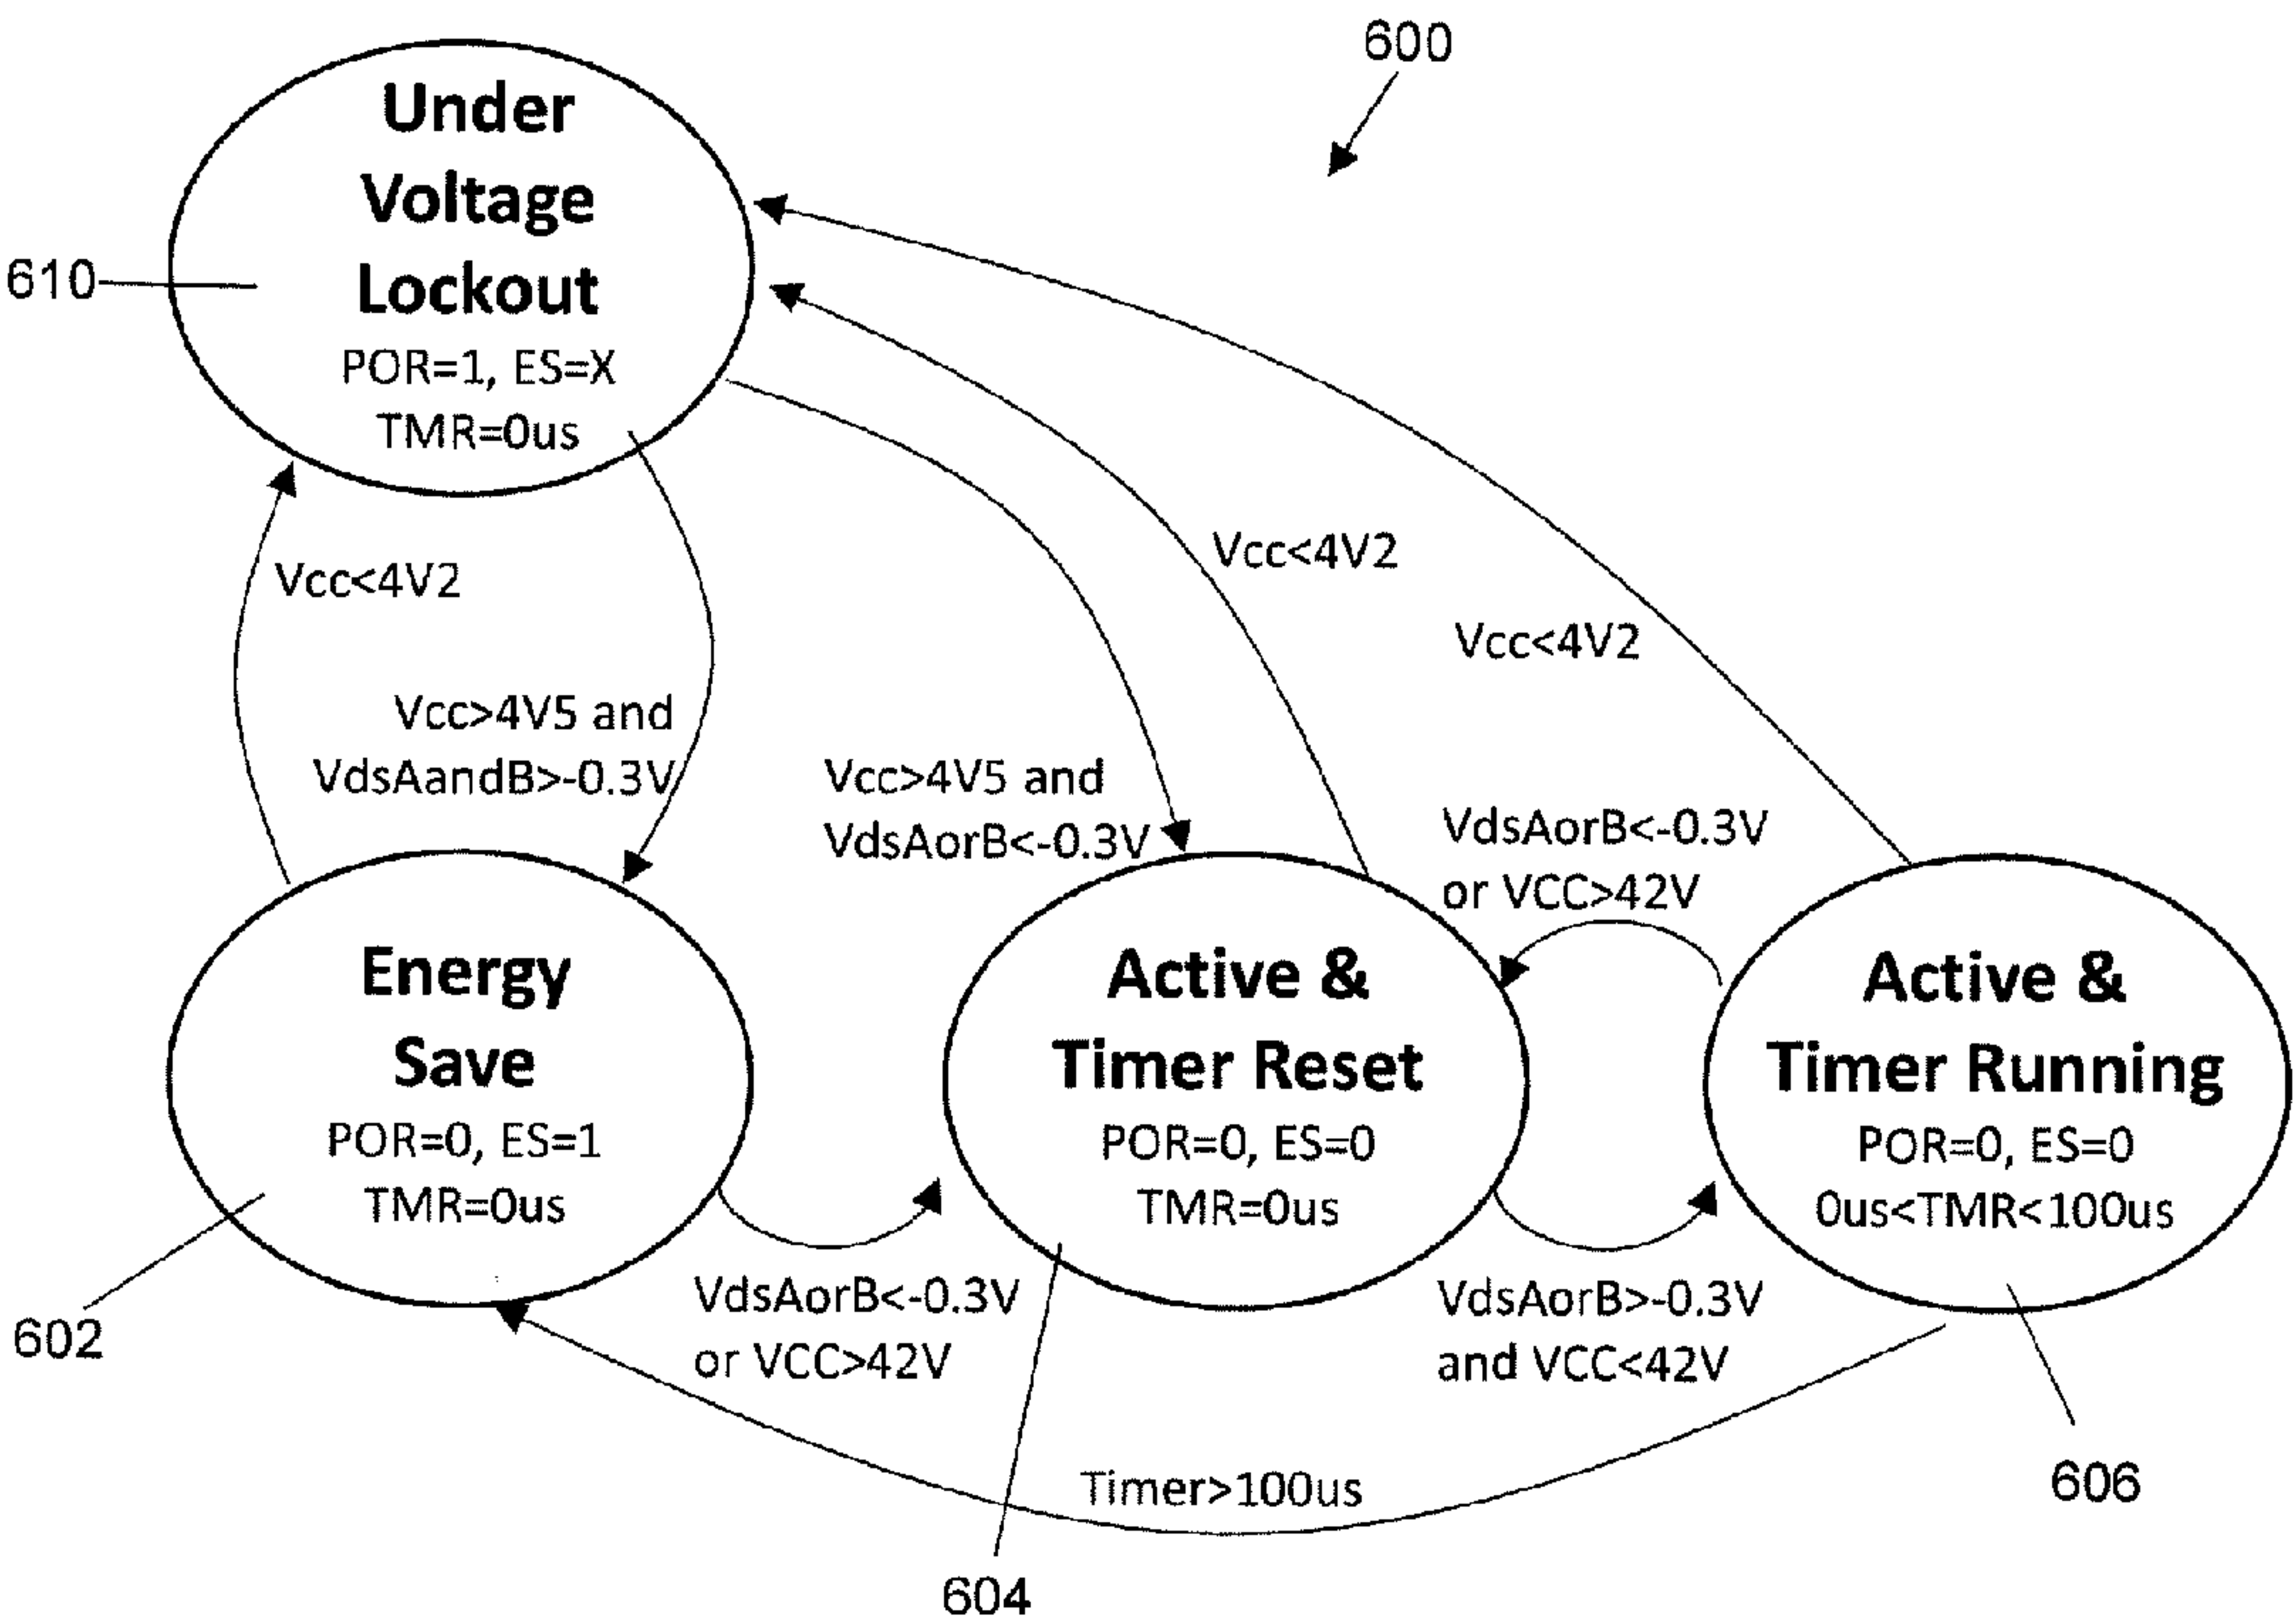 600
Under
Voltage
Lockout
POR=1, ES=X
TMR=0us
610
Vcc<4V2
Vcc<4V2
Vcc<4V2
Vcc>4V5 and
VdsAandB>-0.3V
Vcc>4V5 and
VdsAorB<-0.3V
VdsAorB<-0.3V
or VCC>42V
Energy
Save
POR=0, ES=1
TMR=0us
Active &
Timer Reset
POR=0, ES=0
TMR=0us
Active &
Timer Running
POR=0, ES=0
0us<TMR<100us
602
VdsAorB<-0.3V
or VCC>42V
VdsAorB>-0.3V
and VCC<42V
Timer>100us
606
604